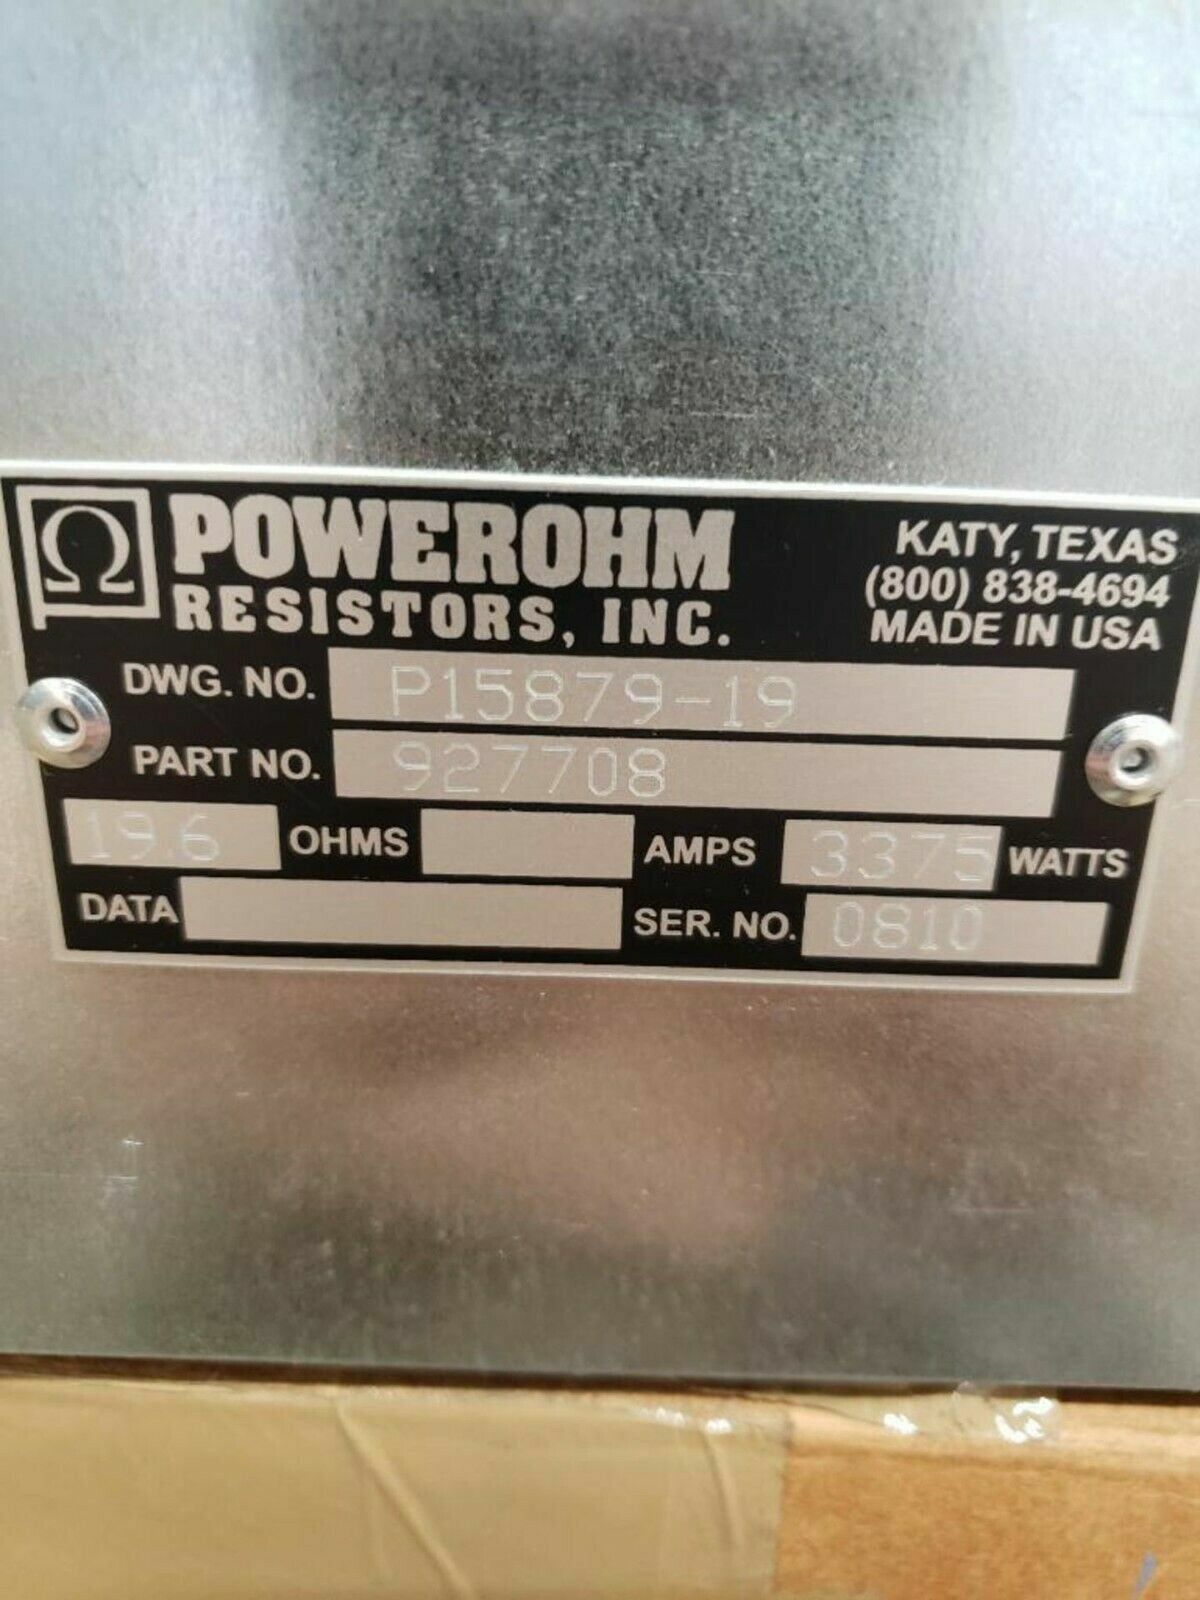 Ω POWEROHM
RESISTORS, INC.
KATY, TEXAS
(800) 838-4694
MADE IN USA
DWG. NO. P15879-19
PART NO. 927708
19.6 OHMS AMPS 3375 WATTS
DATA SER. NO. 0810